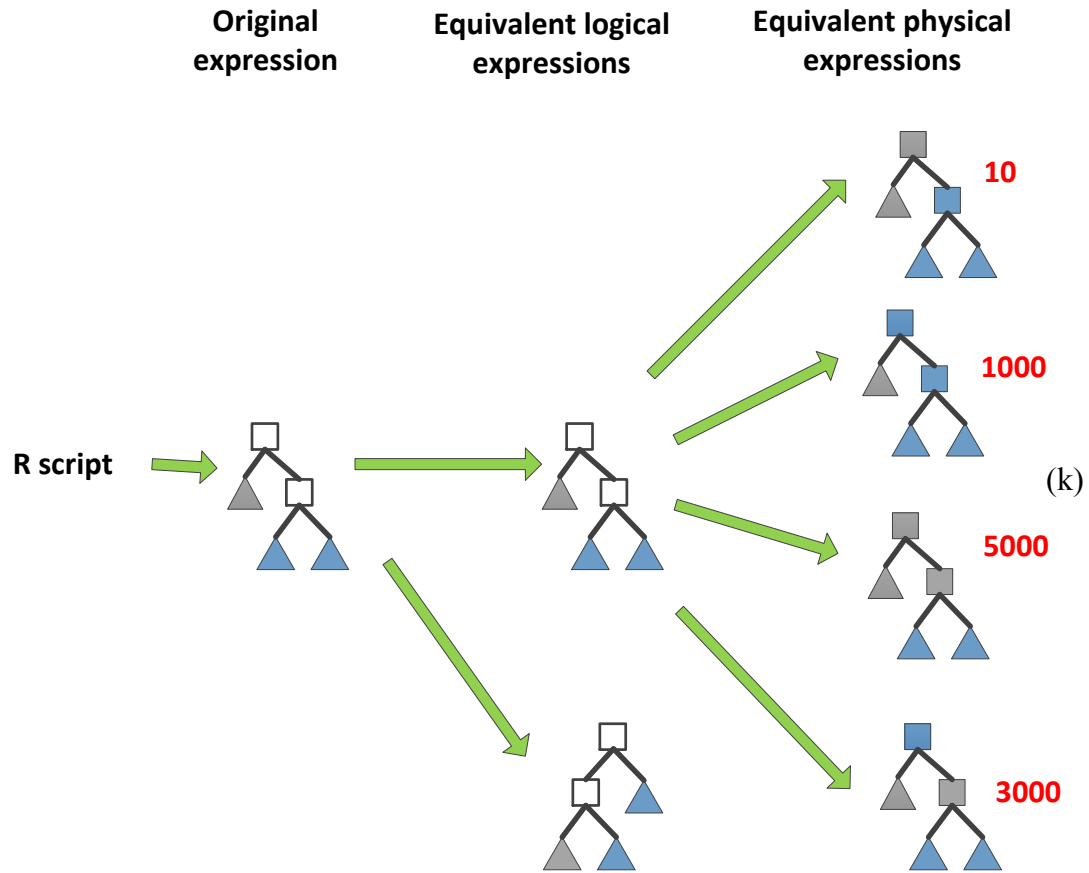 Original
expression
Equivalent logical
expressions
Equivalent physical
expressions
10
1000
R script
(k)
5000
3000